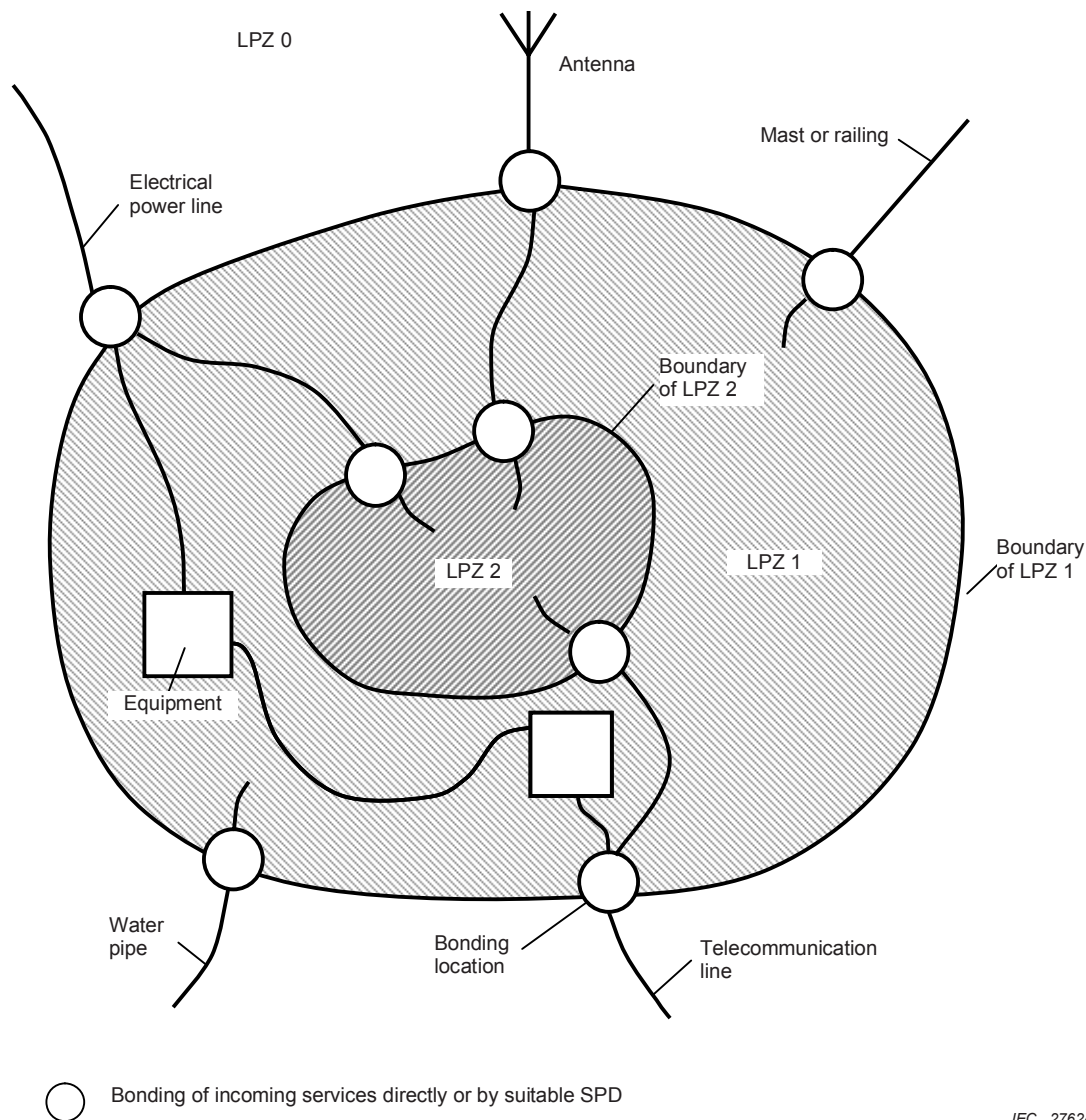 LPZ 0
Antenna
Mast or railing
Electrical
power line
Boundary
of LPZ 2
LPZ 2
LPZ 1
Boundary
of LPZ 1
Equipment
Water
pipe
Bonding
location
Telecommunication
line
Bonding of incoming services directly or by suitable SPD
IEC